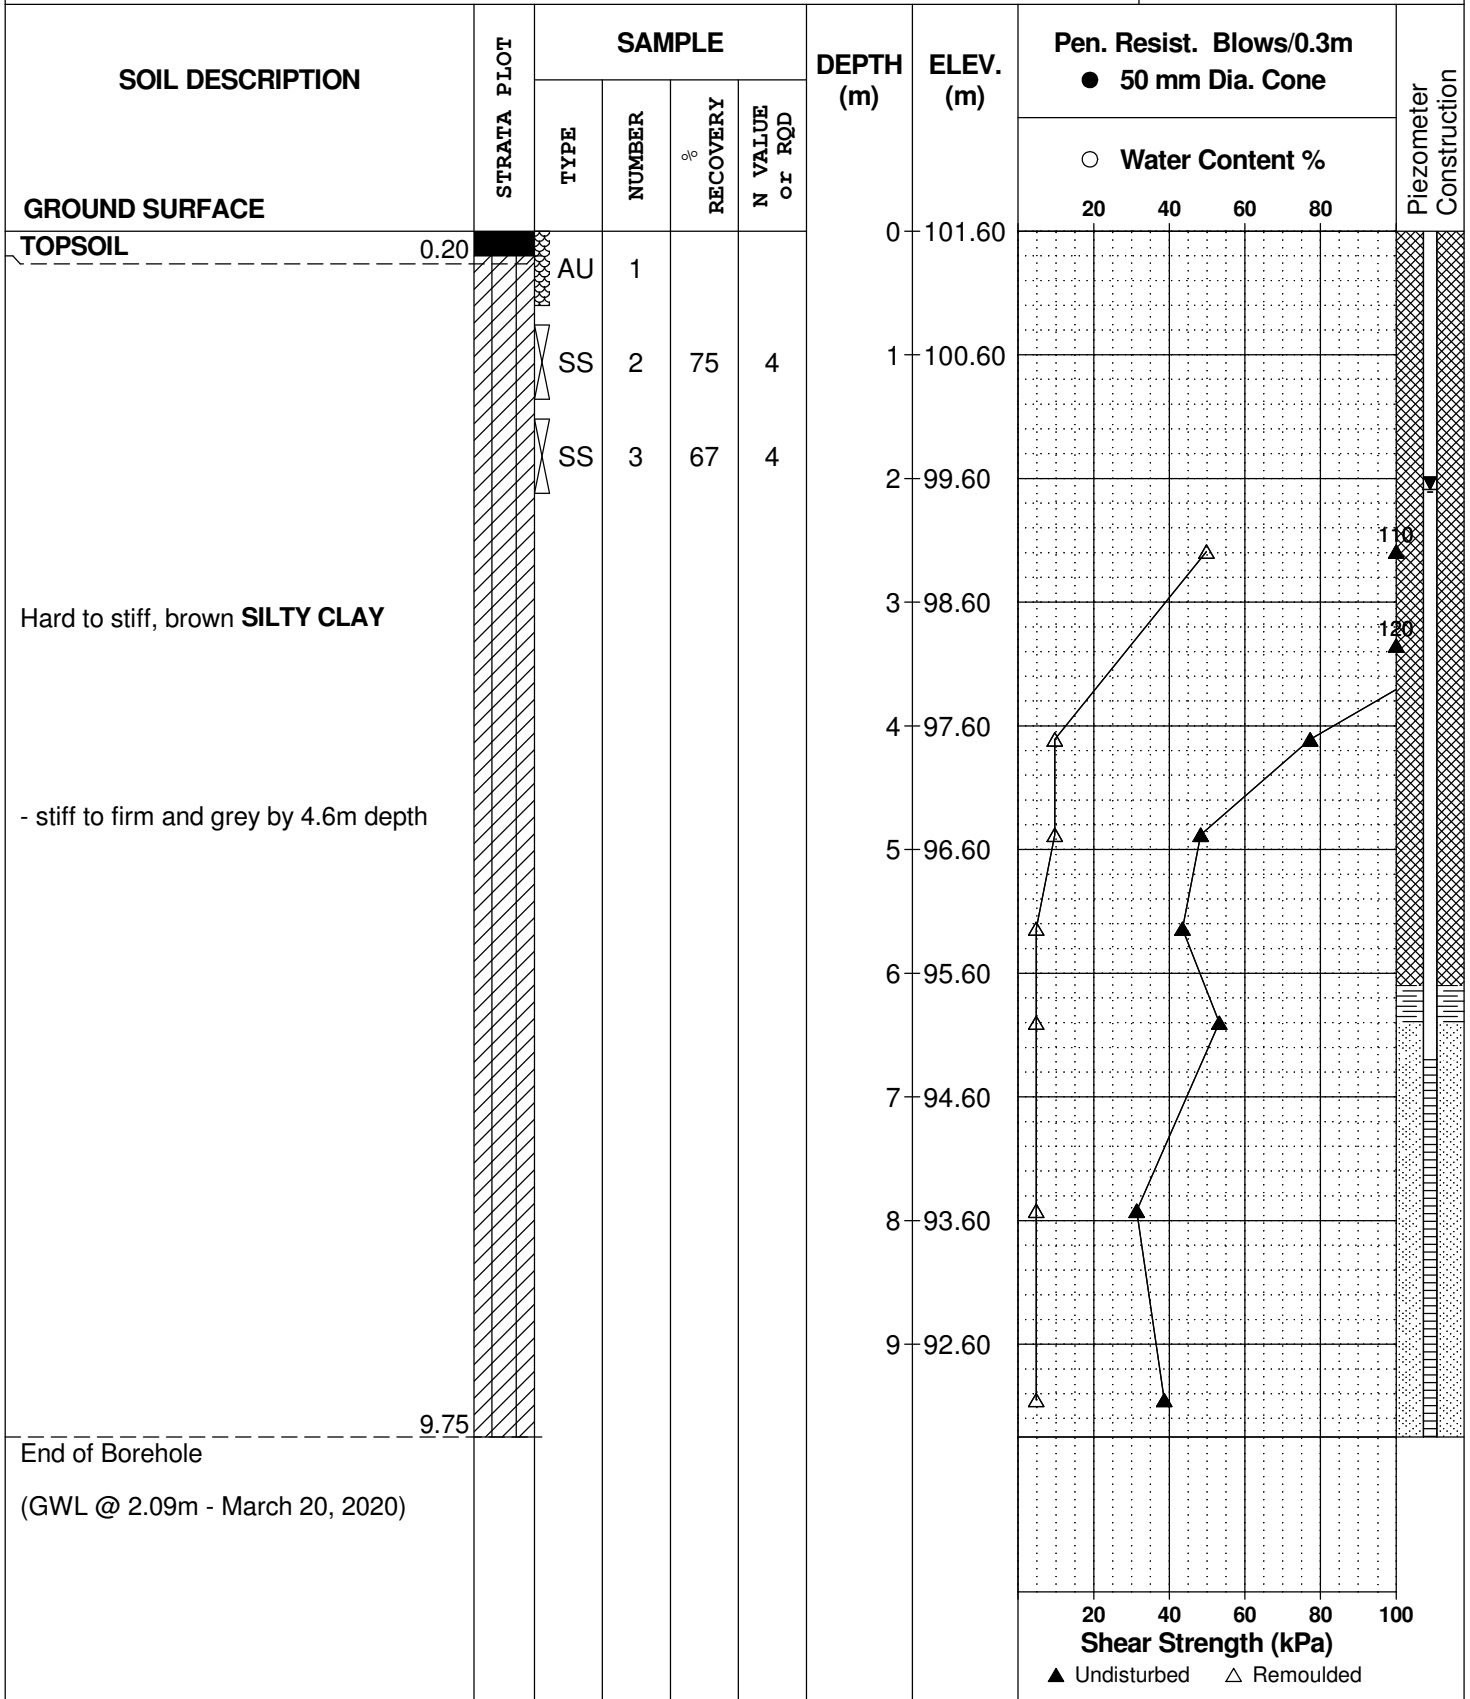 SOIL DESCRIPTION
GROUND SURFACE
STRATA PLOT
SAMPLE
TYPE
NUMBER
%
RECOVERY
N VALUE
or RQD
DEPTH
(m)
ELEV.
(m)
Pen. Resist. Blows/0.3m
● 50 mm Dia. Cone
○ Water Content %
20 40 60 80
Piezometer
Construction
TOPSOIL 0.20
AU 1
SS 2 75 4
SS 3 67 4
0 101.60
1 100.60
2 99.60
3 98.60
4 97.60
5 96.60
6 95.60
7 94.60
8 93.60
9 92.60
110
120
Hard to stiff, brown SILTY CLAY
- stiff to firm and grey by 4.6m depth
9.75
End of Borehole
(GWL @ 2.09m - March 20, 2020)
20 40 60 80 100
Shear Strength (kPa)
▲ Undisturbed △ Remoulded